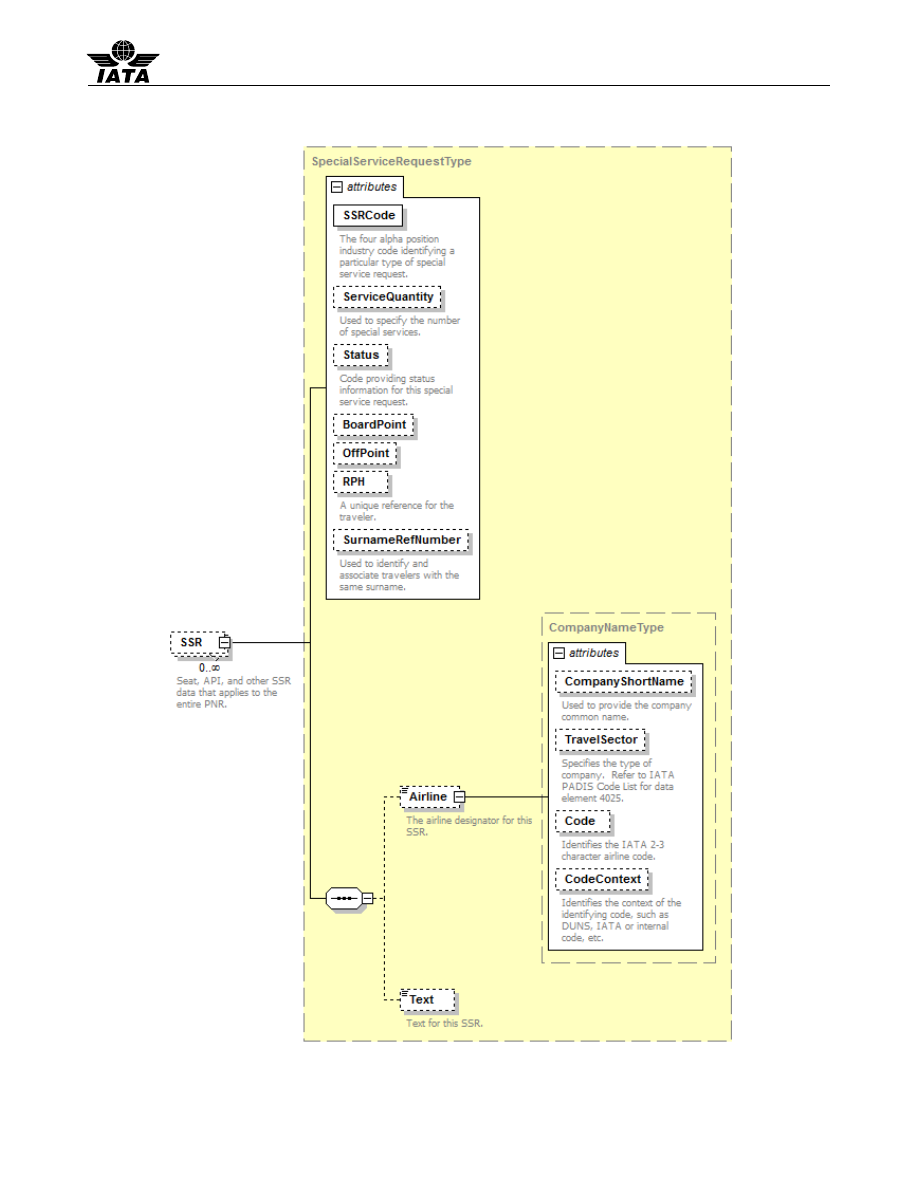 IATA
SpecialServiceRequestType
attributes
SSRCode
The four alpha position
industry code identifying a
particular type of special
service request.
ServiceQuantity
Used to specify the number
of special services.
Status
Code providing status
information for this special
service request.
BoardPoint
OffPoint
RPH
A unique reference for the
traveler.
SurnameRefNumber
Used to identify and
associate travelers with the
same surname.
SSR
0..∞
Seat, API, and other SSR
data that applies to the
entire PNR.
CompanyNameType
attributes
CompanyShortName
Used to provide the company
common name.
TravelSector
Specifies the type of
company.  Refer to IATA
PADIS Code List for data
element 4025.
Airline
The airline designator for this
SSR.
Code
Identifies the IATA 2-3
character airline code.
CodeContext
Identifies the context of the
identifying code, such as
DUNS, IATA or internal
code, etc.
Text
Text for this SSR.